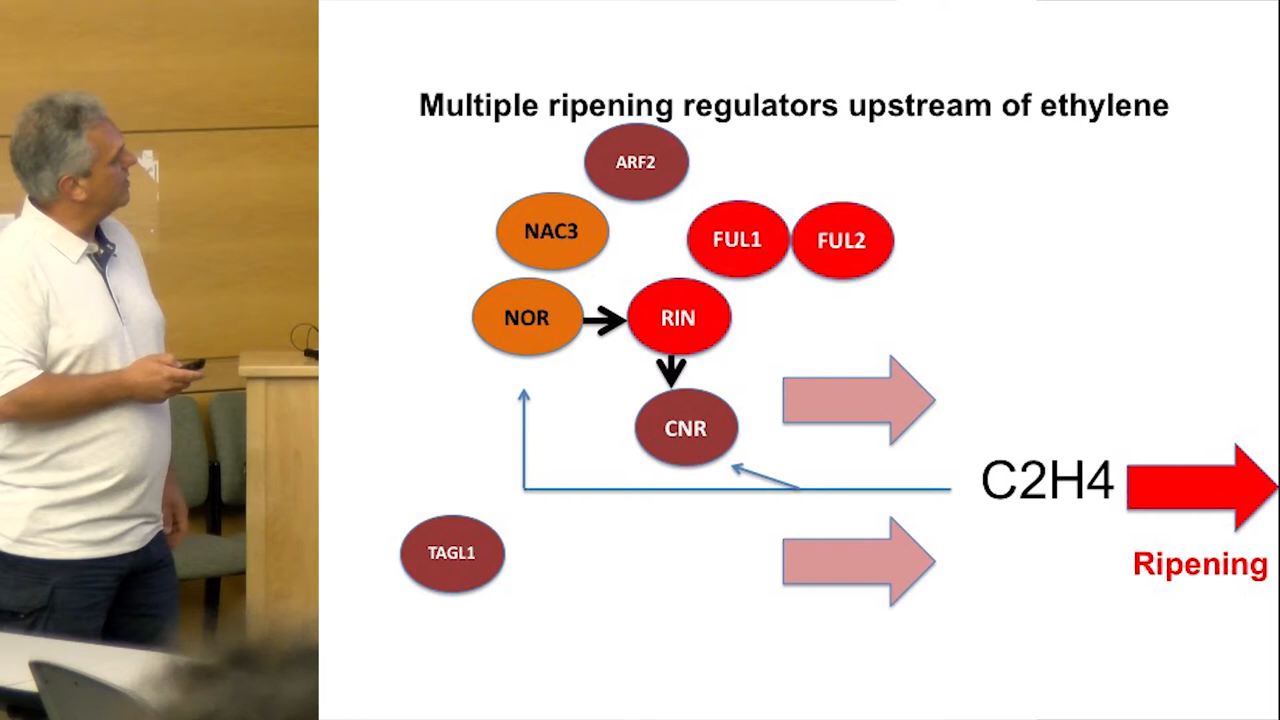 Multiple ripening regulators upstream of ethylene
ARF2
NAC3
FUL1
FUL2
NOR
RIN
CNR
C2H4
TAGL1
Ripening